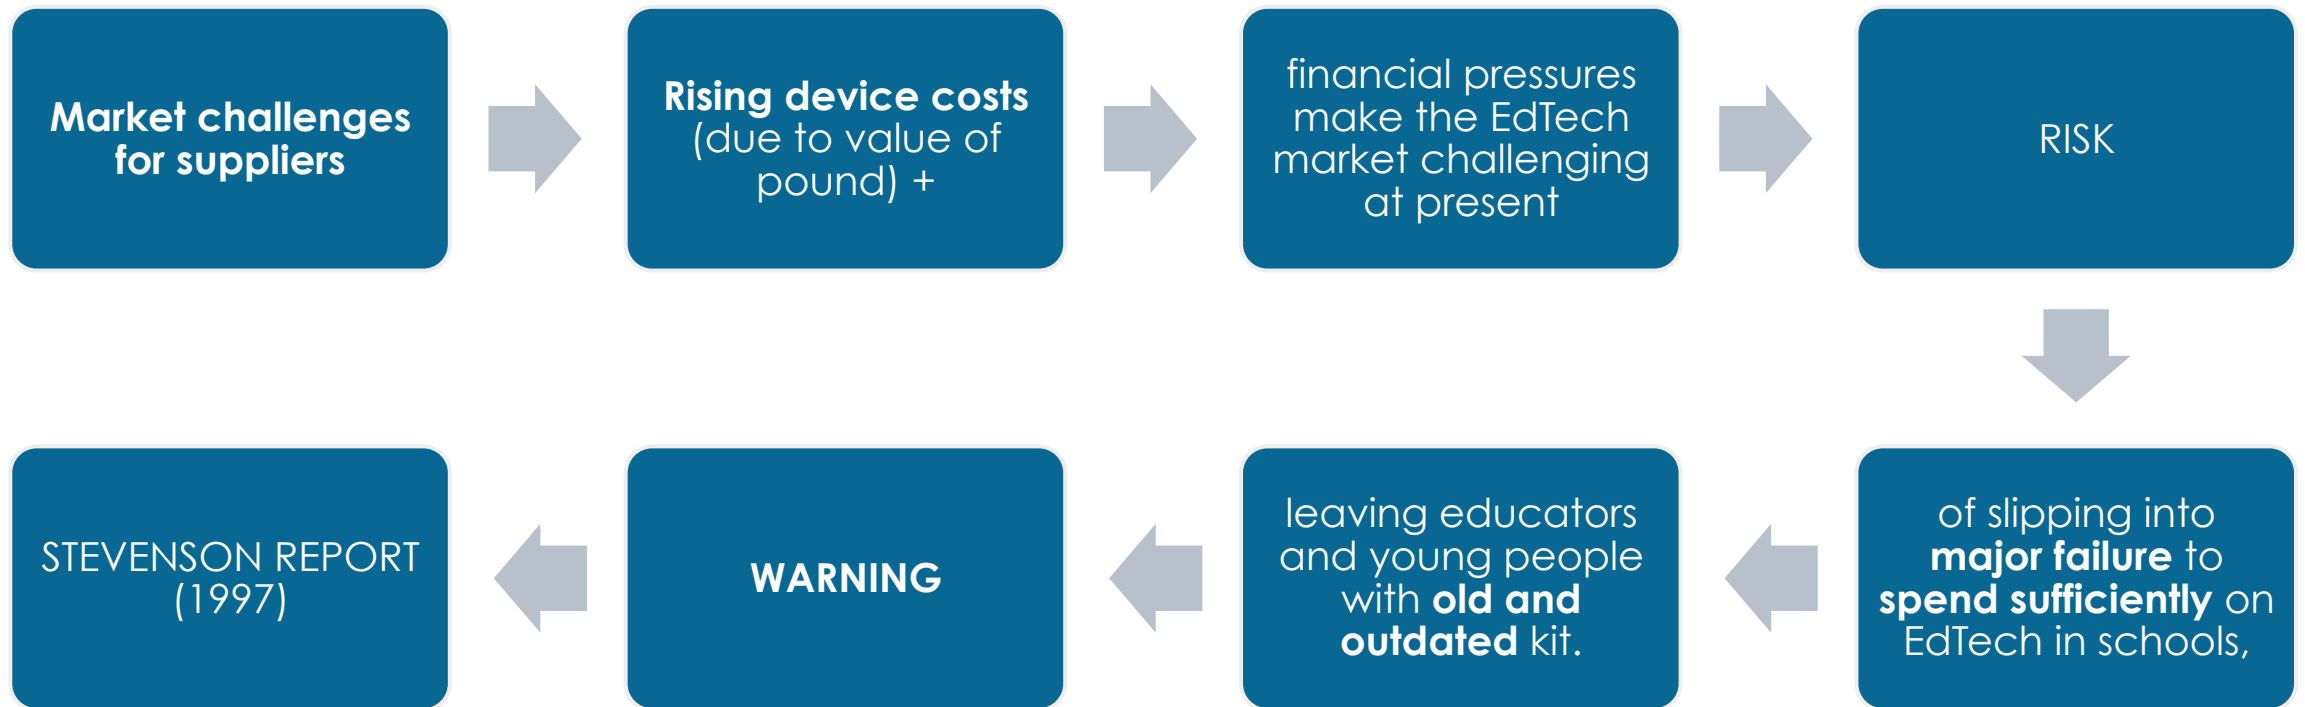 Market challenges
for suppliers
Rising device costs
(due to value of
pound) +
financial pressures
make the EdTech
market challenging
at present
RISK
of slipping into
major failure to
spend sufficiently on
EdTech in schools,
leaving educators
and young people
with old and
outdated kit.
WARNING
STEVENSON REPORT
(1997)